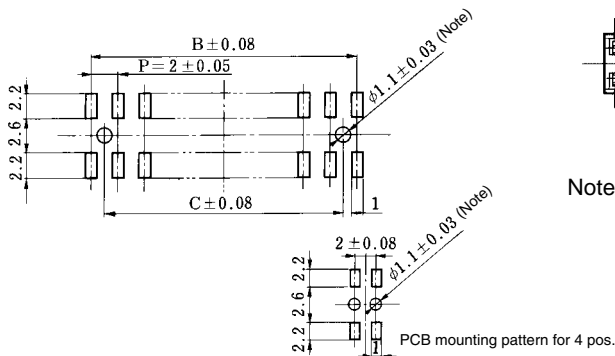 B±0.08
P=2±0.05
φ1.1±0.03 (Note)
2.2
2.6
2.2
C±0.08
1
Note
2±0.08
φ1.1±0.03 (Note)
2.2
2.6
2.2
1
PCB mounting pattern for 4 pos.